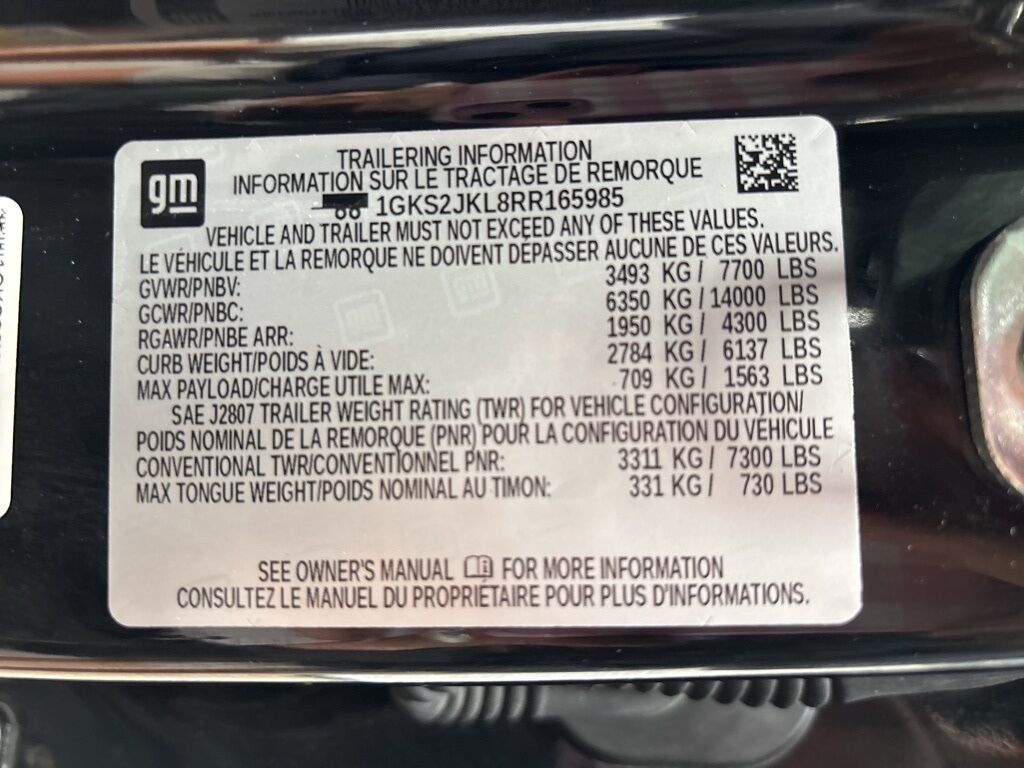 gm
TRAILERING INFORMATION
INFORMATION SUR LE TRACTAGE DE REMORQUE
1GKS2JKL8RR165985
VEHICLE AND TRAILER MUST NOT EXCEED ANY OF THESE VALUES.
LE VÉHICULE ET LA REMORQUE NE DOIVENT DÉPASSER AUCUNE DE CES VALEURS.
GVWR/PNBV: 3493 KG / 7700 LBS
GCWR/PNBC: 6350 KG / 14000 LBS
RGAWR/PNBE ARR: 1950 KG / 4300 LBS
CURB WEIGHT/POIDS À VIDE: 2784 KG / 6137 LBS
MAX PAYLOAD/CHARGE UTILE MAX: 709 KG / 1563 LBS
SAE J2807 TRAILER WEIGHT RATING (TWR) FOR VEHICLE CONFIGURATION/
POIDS NOMINAL DE LA REMORQUE (PNR) POUR LA CONFIGURATION DU VEHICULE
CONVENTIONAL TWR/CONVENTIONNEL PNR: 3311 KG / 7300 LBS
MAX TONGUE WEIGHT/POIDS NOMINAL AU TIMON: 331 KG / 730 LBS
SEE OWNER'S MANUAL FOR MORE INFORMATION
CONSULTEZ LE MANUEL DU PROPRIÉTAIRE POUR PLUS D'INFORMATIONS.